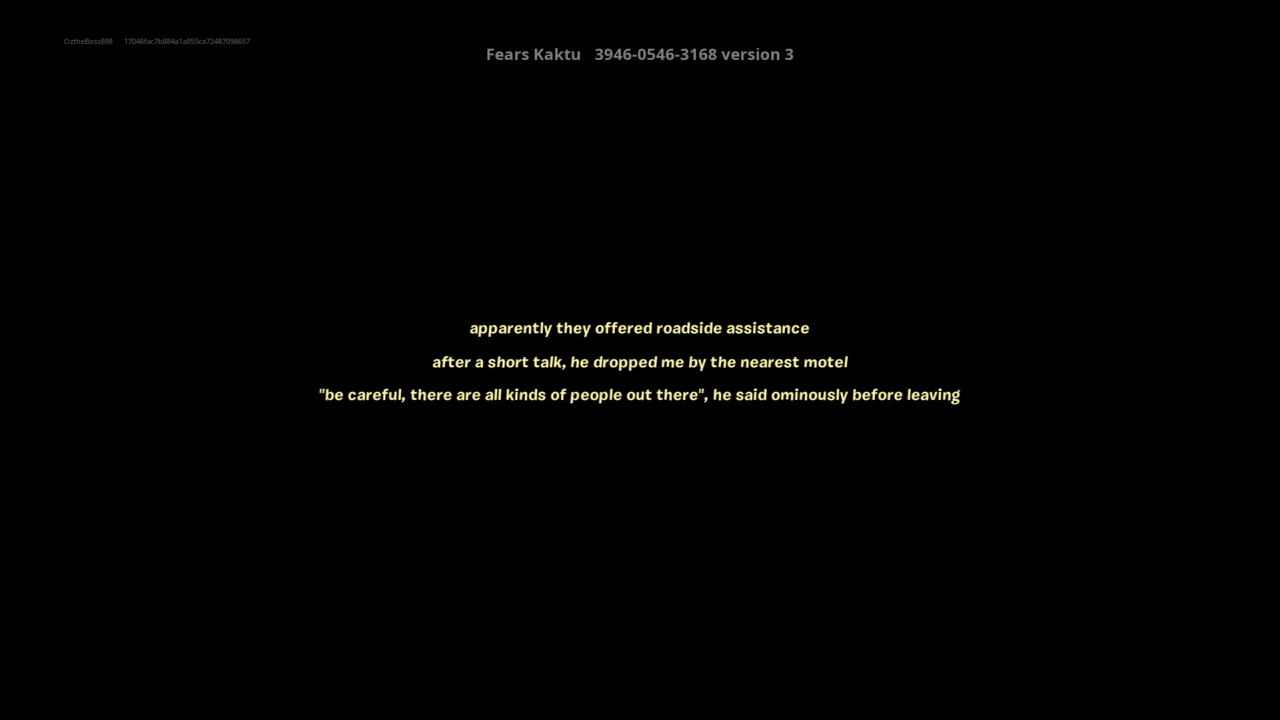 OztheBoss898 17046fac7b884a1a855ca72487098657
Fears Kaktu 3946-0546-3168 version 3
apparently they offered roadside assistance
after a short talk, he dropped me by the nearest motel
"be careful, there are all kinds of people out there", he said ominously before leaving